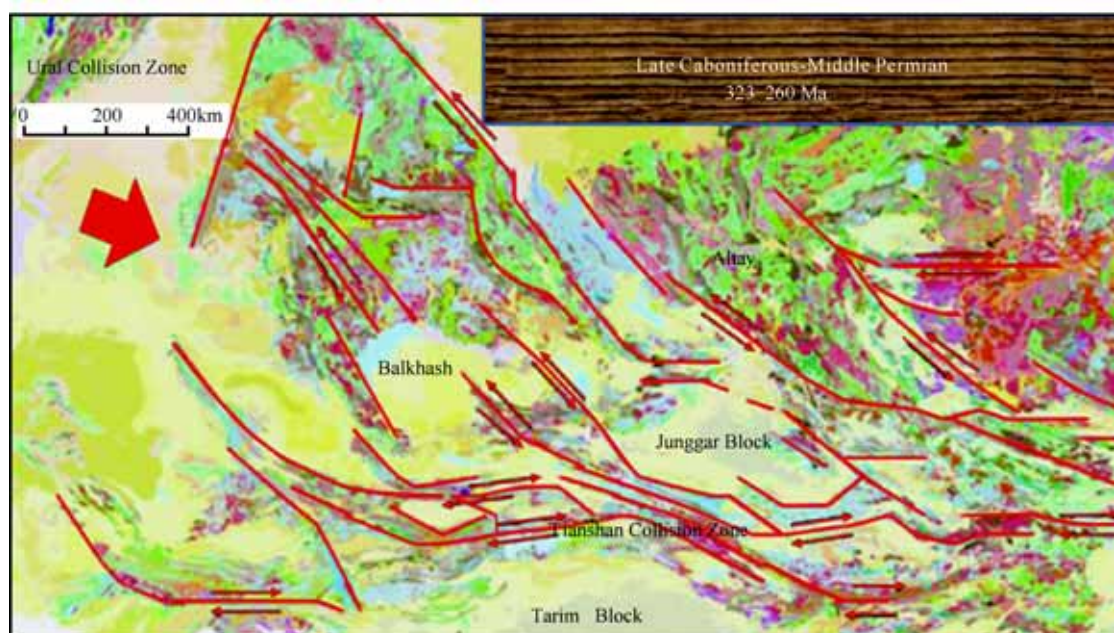 Ural Collision Zone
Late Caboniferous-Middle Permian
323–260 Ma
0 200 400km
Altay
Balkhash
Junggar Block
Tianshan Collision Zone
Tarim Block